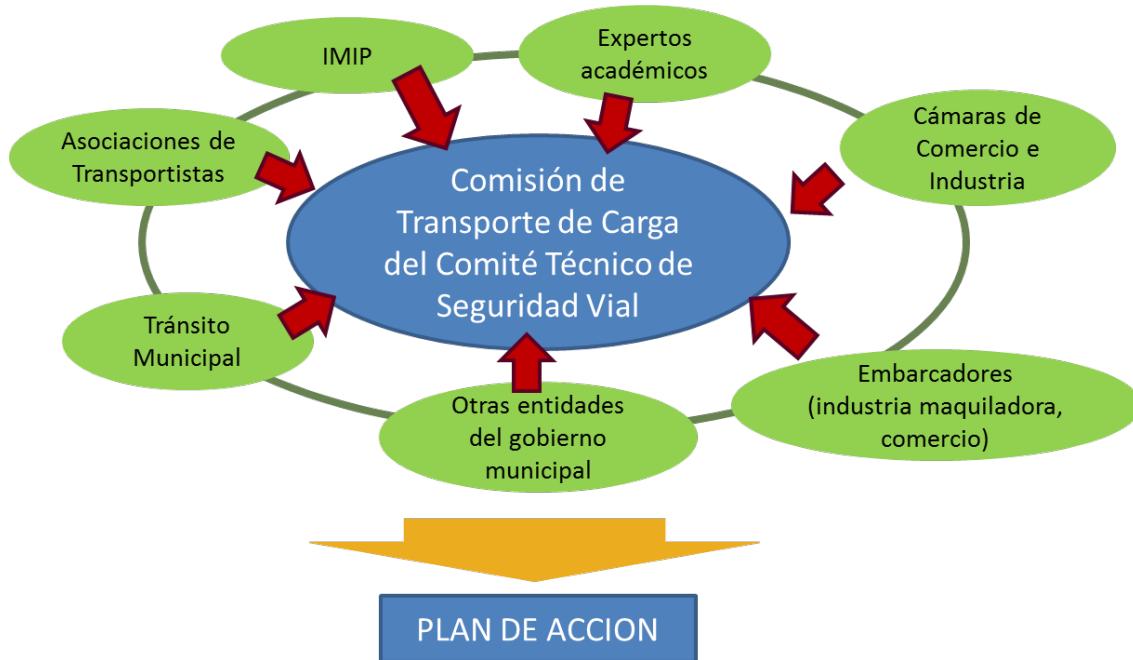 IMIP
Expertos
académicos
Cámaras de
Comercio e
Industria
Asociaciones de
Transportistas
Comisión de
Transporte de Carga
del Comité Técnico de
Seguridad Vial
Tránsito
Municipal
Otras entidades
del gobierno
municipal
Embarcadores
(industria maquiladora,
comercio)
PLAN DE ACCION